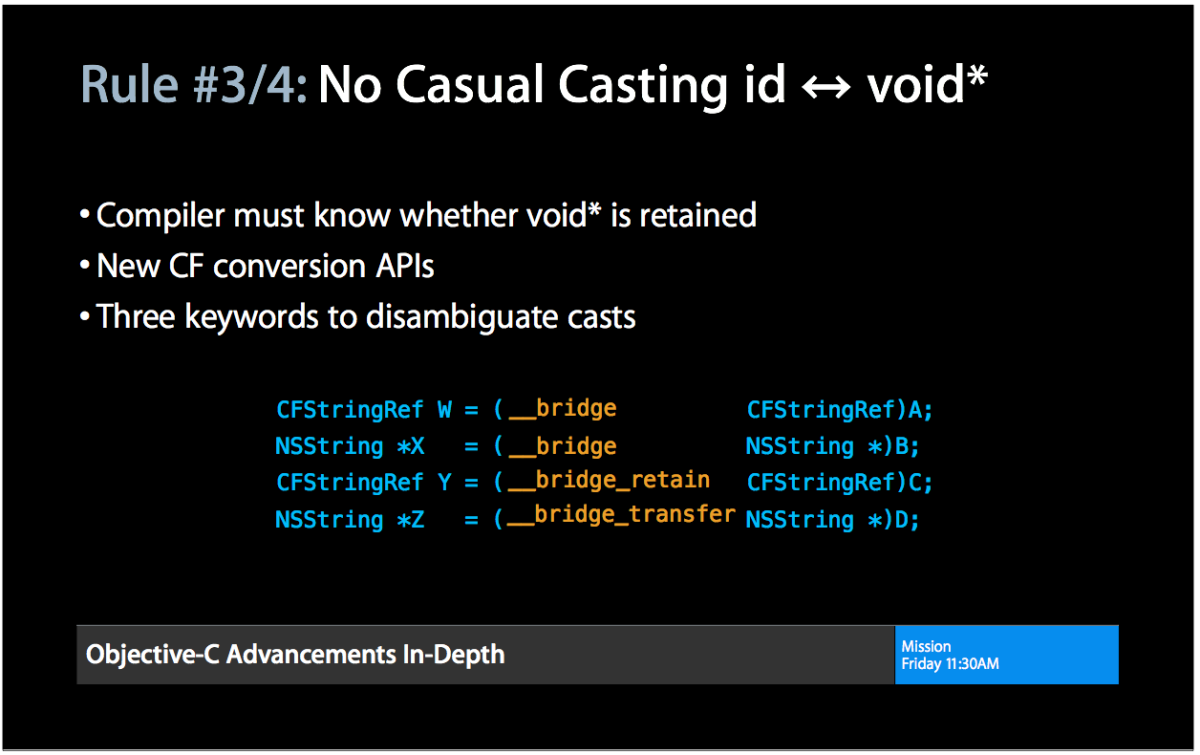 Rule #3/4: No Casual Casting id ↔ void*
• Compiler must know whether void* is retained
• New CF conversion APIs
• Three keywords to disambiguate casts
CFStringRef W = (__bridge CFStringRef)A;
NSString *X = (__bridge NSString *)B;
CFStringRef Y = (__bridge_retain CFStringRef)C;
NSString *Z = (__bridge_transfer NSString *)D;
Objective-C Advancements In-Depth
Mission
Friday 11:30AM